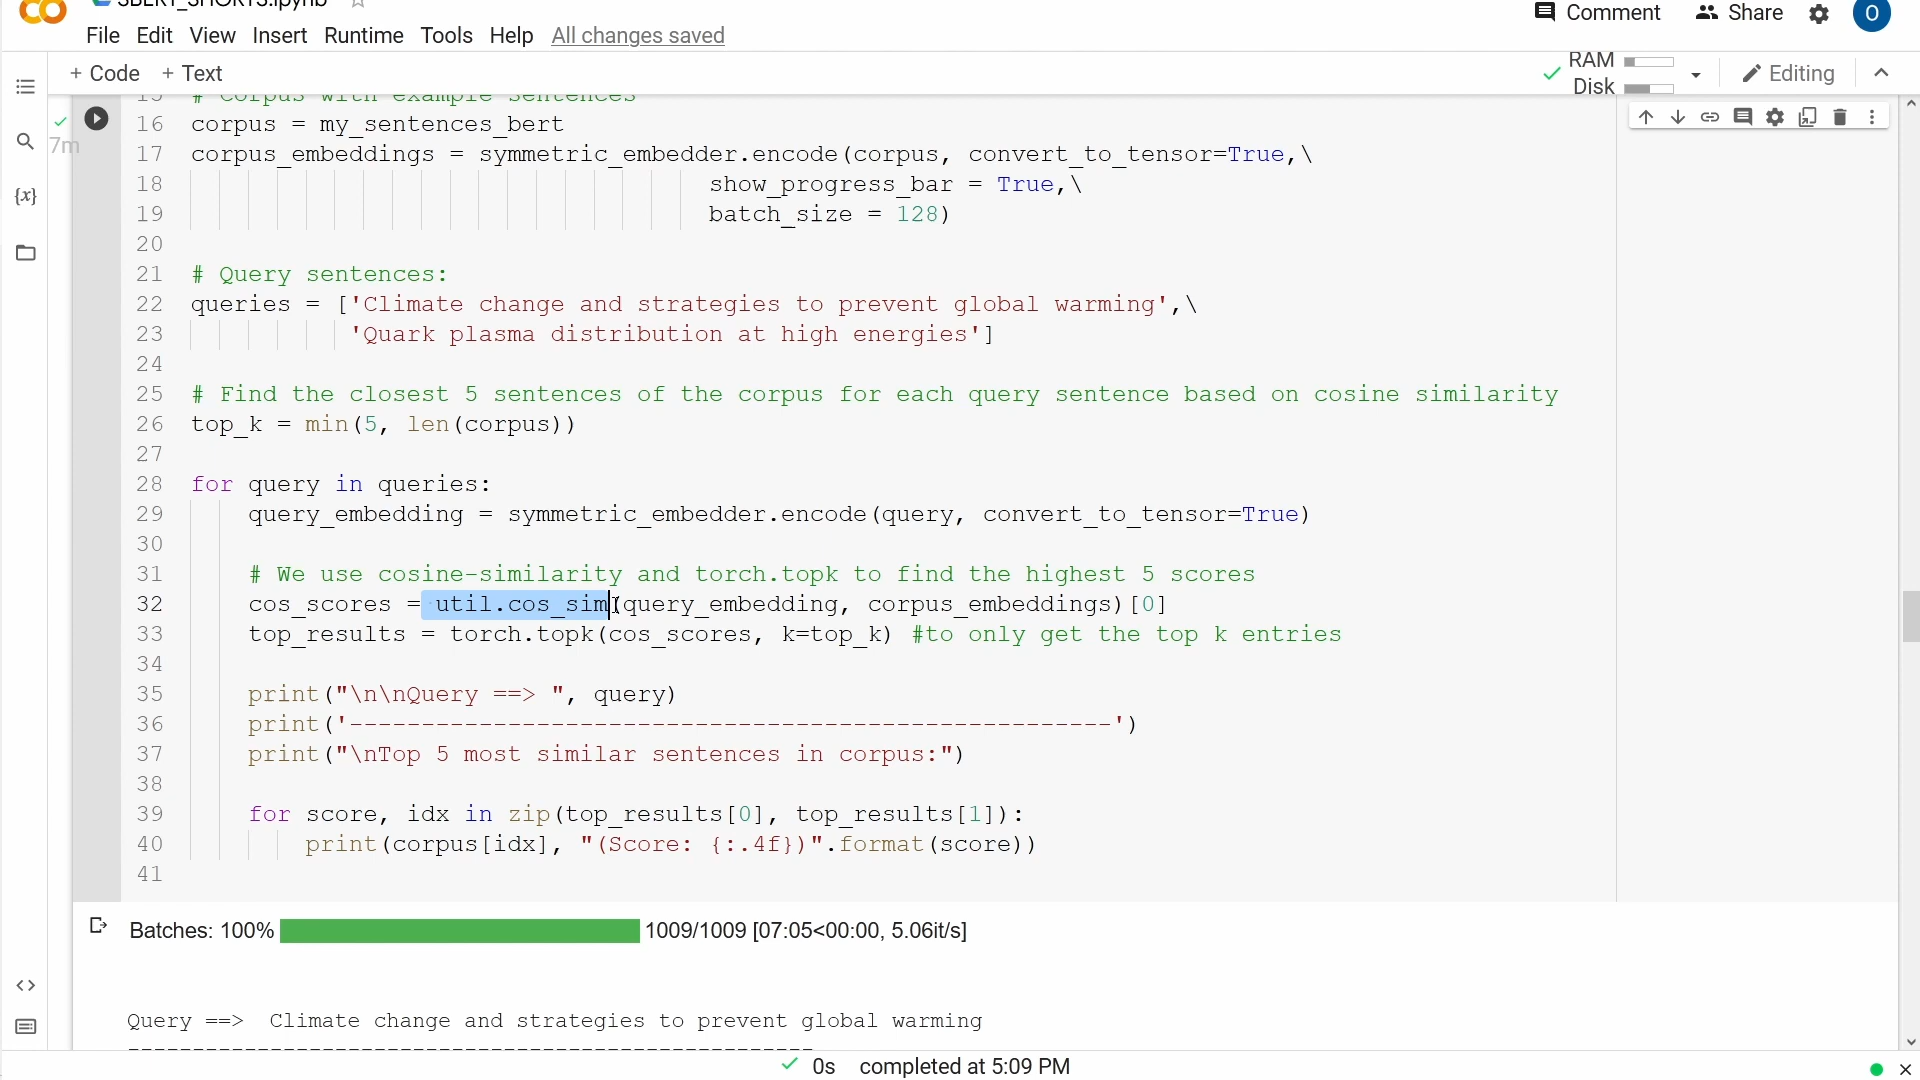 SBERT_SHORTS.ipynb
Comment Share O
File Edit View Insert Runtime Tools Help All changes saved
+ Code + Text
RAM
Disk
Editing
15 # Corpus with example sentences
16 corpus = my_sentences_bert
7m
17 corpus_embeddings = symmetric_embedder.encode(corpus, convert_to_tensor=True,\
18 show_progress_bar = True,\
19 batch_size = 128)
20
21 # Query sentences:
22 queries = ['Climate change and strategies to prevent global warming',\
23 'Quark plasma distribution at high energies']
24
25 # Find the closest 5 sentences of the corpus for each query sentence based on cosine similarity
26 top_k = min(5, len(corpus))
27
28 for query in queries:
29 query_embedding = symmetric_embedder.encode(query, convert_to_tensor=True)
30
31 # We use cosine-similarity and torch.topk to find the highest 5 scores
32 cos_scores = util.cos_sim(query_embedding, corpus_embeddings)[0]
33 top_results = torch.topk(cos_scores, k=top_k) #to only get the top k entries
34
35 print("\n\nQuery ==> ", query)
36 print('-----------------------------------------------------')
37 print("\nTop 5 most similar sentences in corpus:")
38
39 for score, idx in zip(top_results[0], top_results[1]):
40 print(corpus[idx], "(Score: {:.4f})".format(score))
41
Batches: 100% 1009/1009 [07:05<00:00, 5.06it/s]
Query ==> Climate change and strategies to prevent global warming
-----------------------------------------------------
0s completed at 5:09 PM